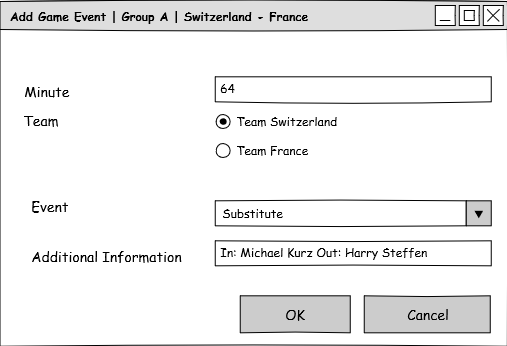 Add Game Event | Group A | Switzerland - France
Minute
64
Team
Team Switzerland
Team France
Event
Substitute
Additional Information
In: Michael Kurz Out: Harry Steffen
OK
Cancel